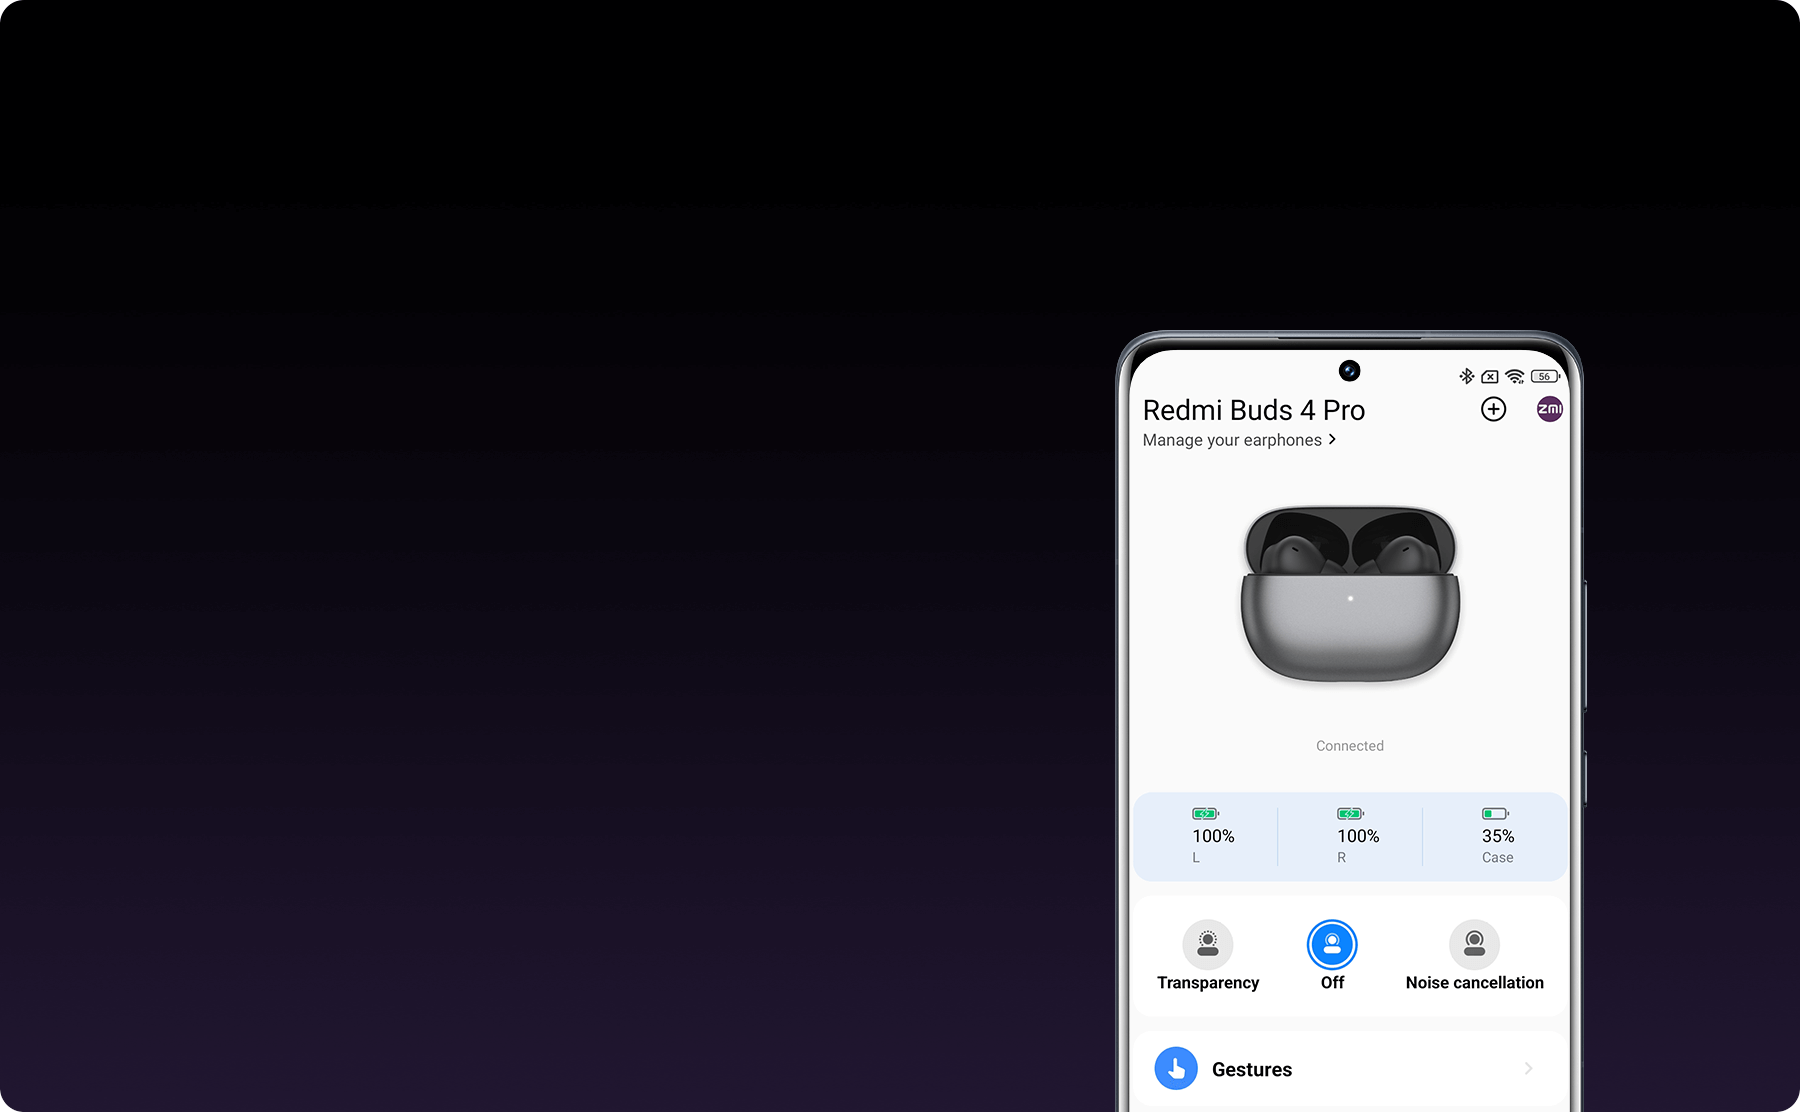 56
Redmi Buds 4 Pro
ZMI
Manage your earphones
Connected
100%
100%
35%
L
R
Case
Transparency
Off
Noise cancellation
Gestures